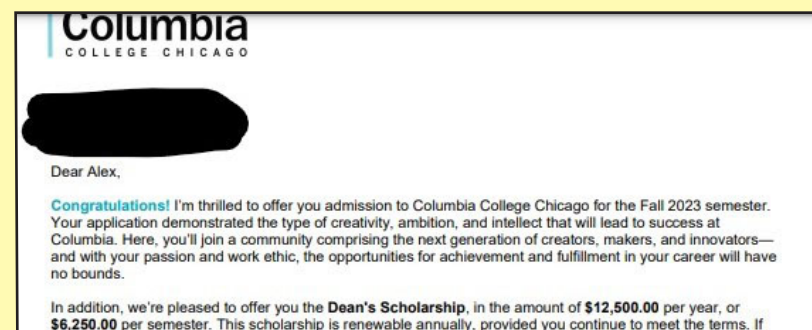 Columbia
COLLEGE CHICAGO
Dear Alex,
Congratulations! I'm thrilled to offer you admission to Columbia College Chicago for the Fall 2023 semester.
Your application demonstrated the type of creativity, ambition, and intellect that will lead to success at
Columbia. Here, you'll join a community comprising the next generation of creators, makers, and innovators—
and with your passion and work ethic, the opportunities for achievement and fulfillment in your career will have
no bounds.
In addition, we're pleased to offer you the Dean's Scholarship, in the amount of $12,500.00 per year, or
$6,250.00 per semester. This scholarship is renewable annually, provided you continue to meet the terms. If